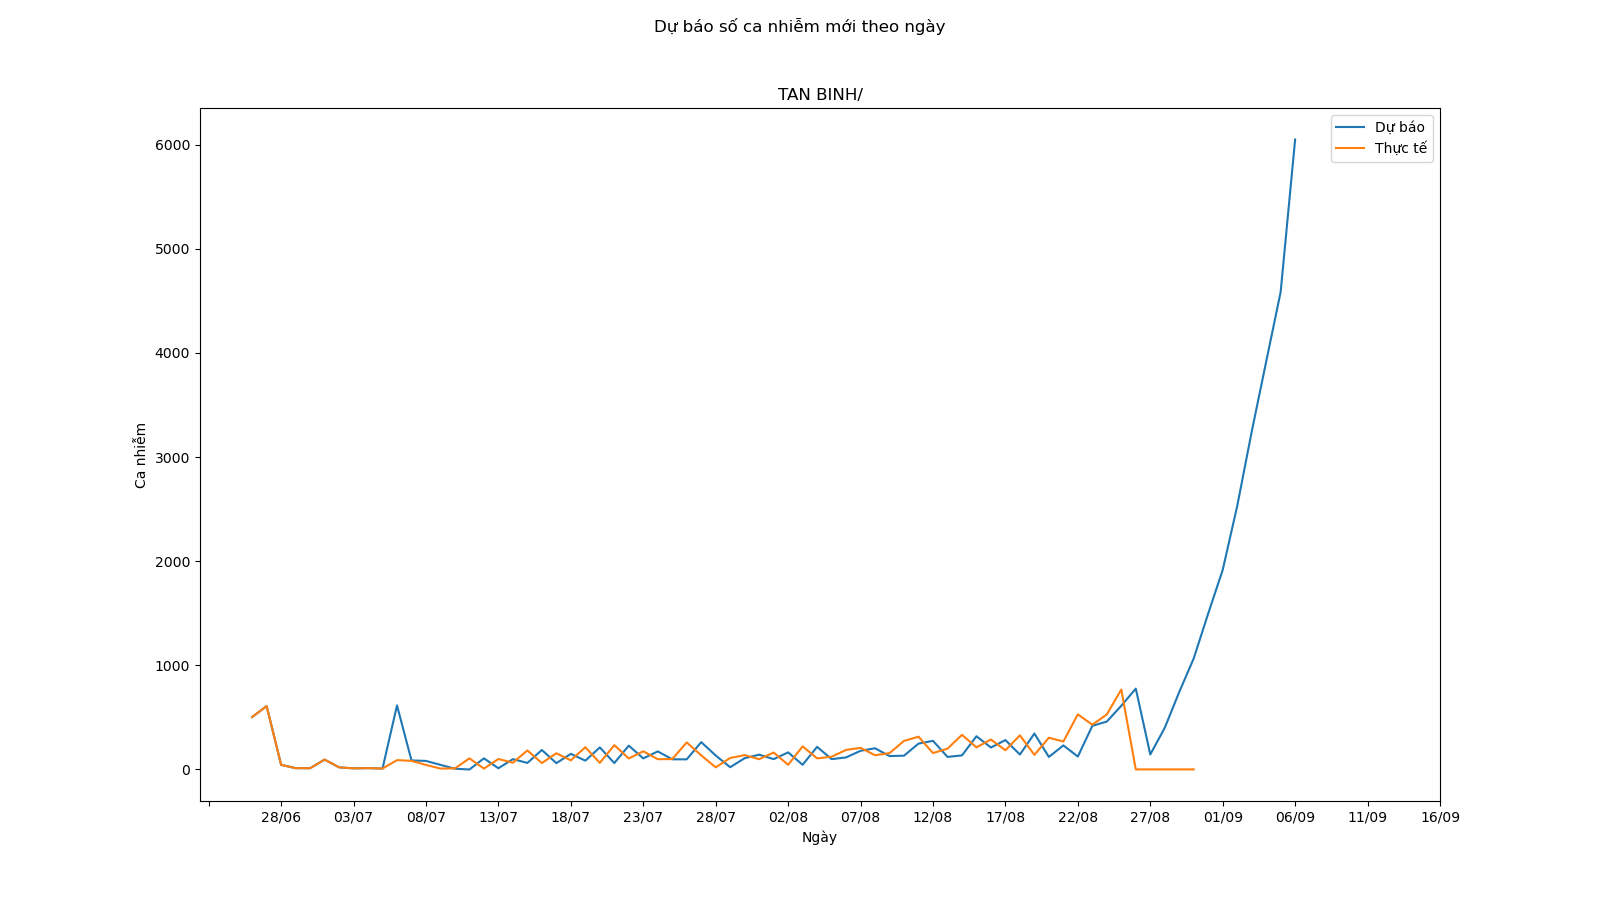 Dự báo số ca nhiễm mới theo ngày
TAN BINH/
Dự báo
Thực tế
6000
5000
4000
3000
2000
1000
0
Ca nhiễm
28/06 03/07 08/07 13/07 18/07 23/07 28/07 02/08 07/08 12/08 17/08 22/08 27/08 01/09 06/09 11/09 16/09
Ngày